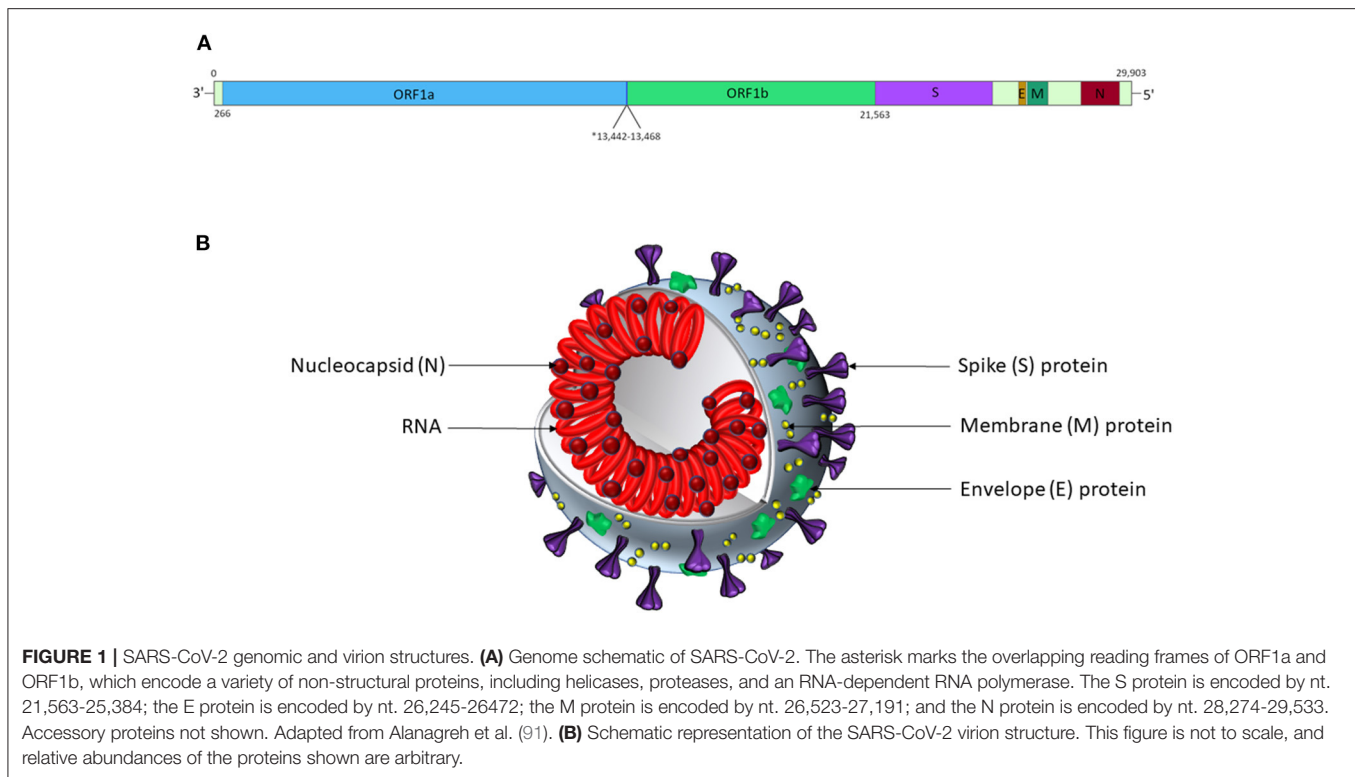 A
0
29,903
3'
ORF1a
ORF1b
S
E
M
N
5'
266
21,563
*13,442-13,468
B
Nucleocapsid (N)
Spike (S) protein
RNA
Membrane (M) protein
Envelope (E) protein
FIGURE 1 | SARS-CoV-2 genomic and virion structures. (A) Genome schematic of SARS-CoV-2. The asterisk marks the overlapping reading frames of ORF1a and
ORF1b, which encode a variety of non-structural proteins, including helicases, proteases, and an RNA-dependent RNA polymerase. The S protein is encoded by nt.
21,563-25,384; the E protein is encoded by nt. 26,245-26472; the M protein is encoded by nt. 26,523-27,191; and the N protein is encoded by nt. 28,274-29,533.
Accessory proteins not shown. Adapted from Alanagreh et al. (91). (B) Schematic representation of the SARS-CoV-2 virion structure. This figure is not to scale, and
relative abundances of the proteins shown are arbitrary.